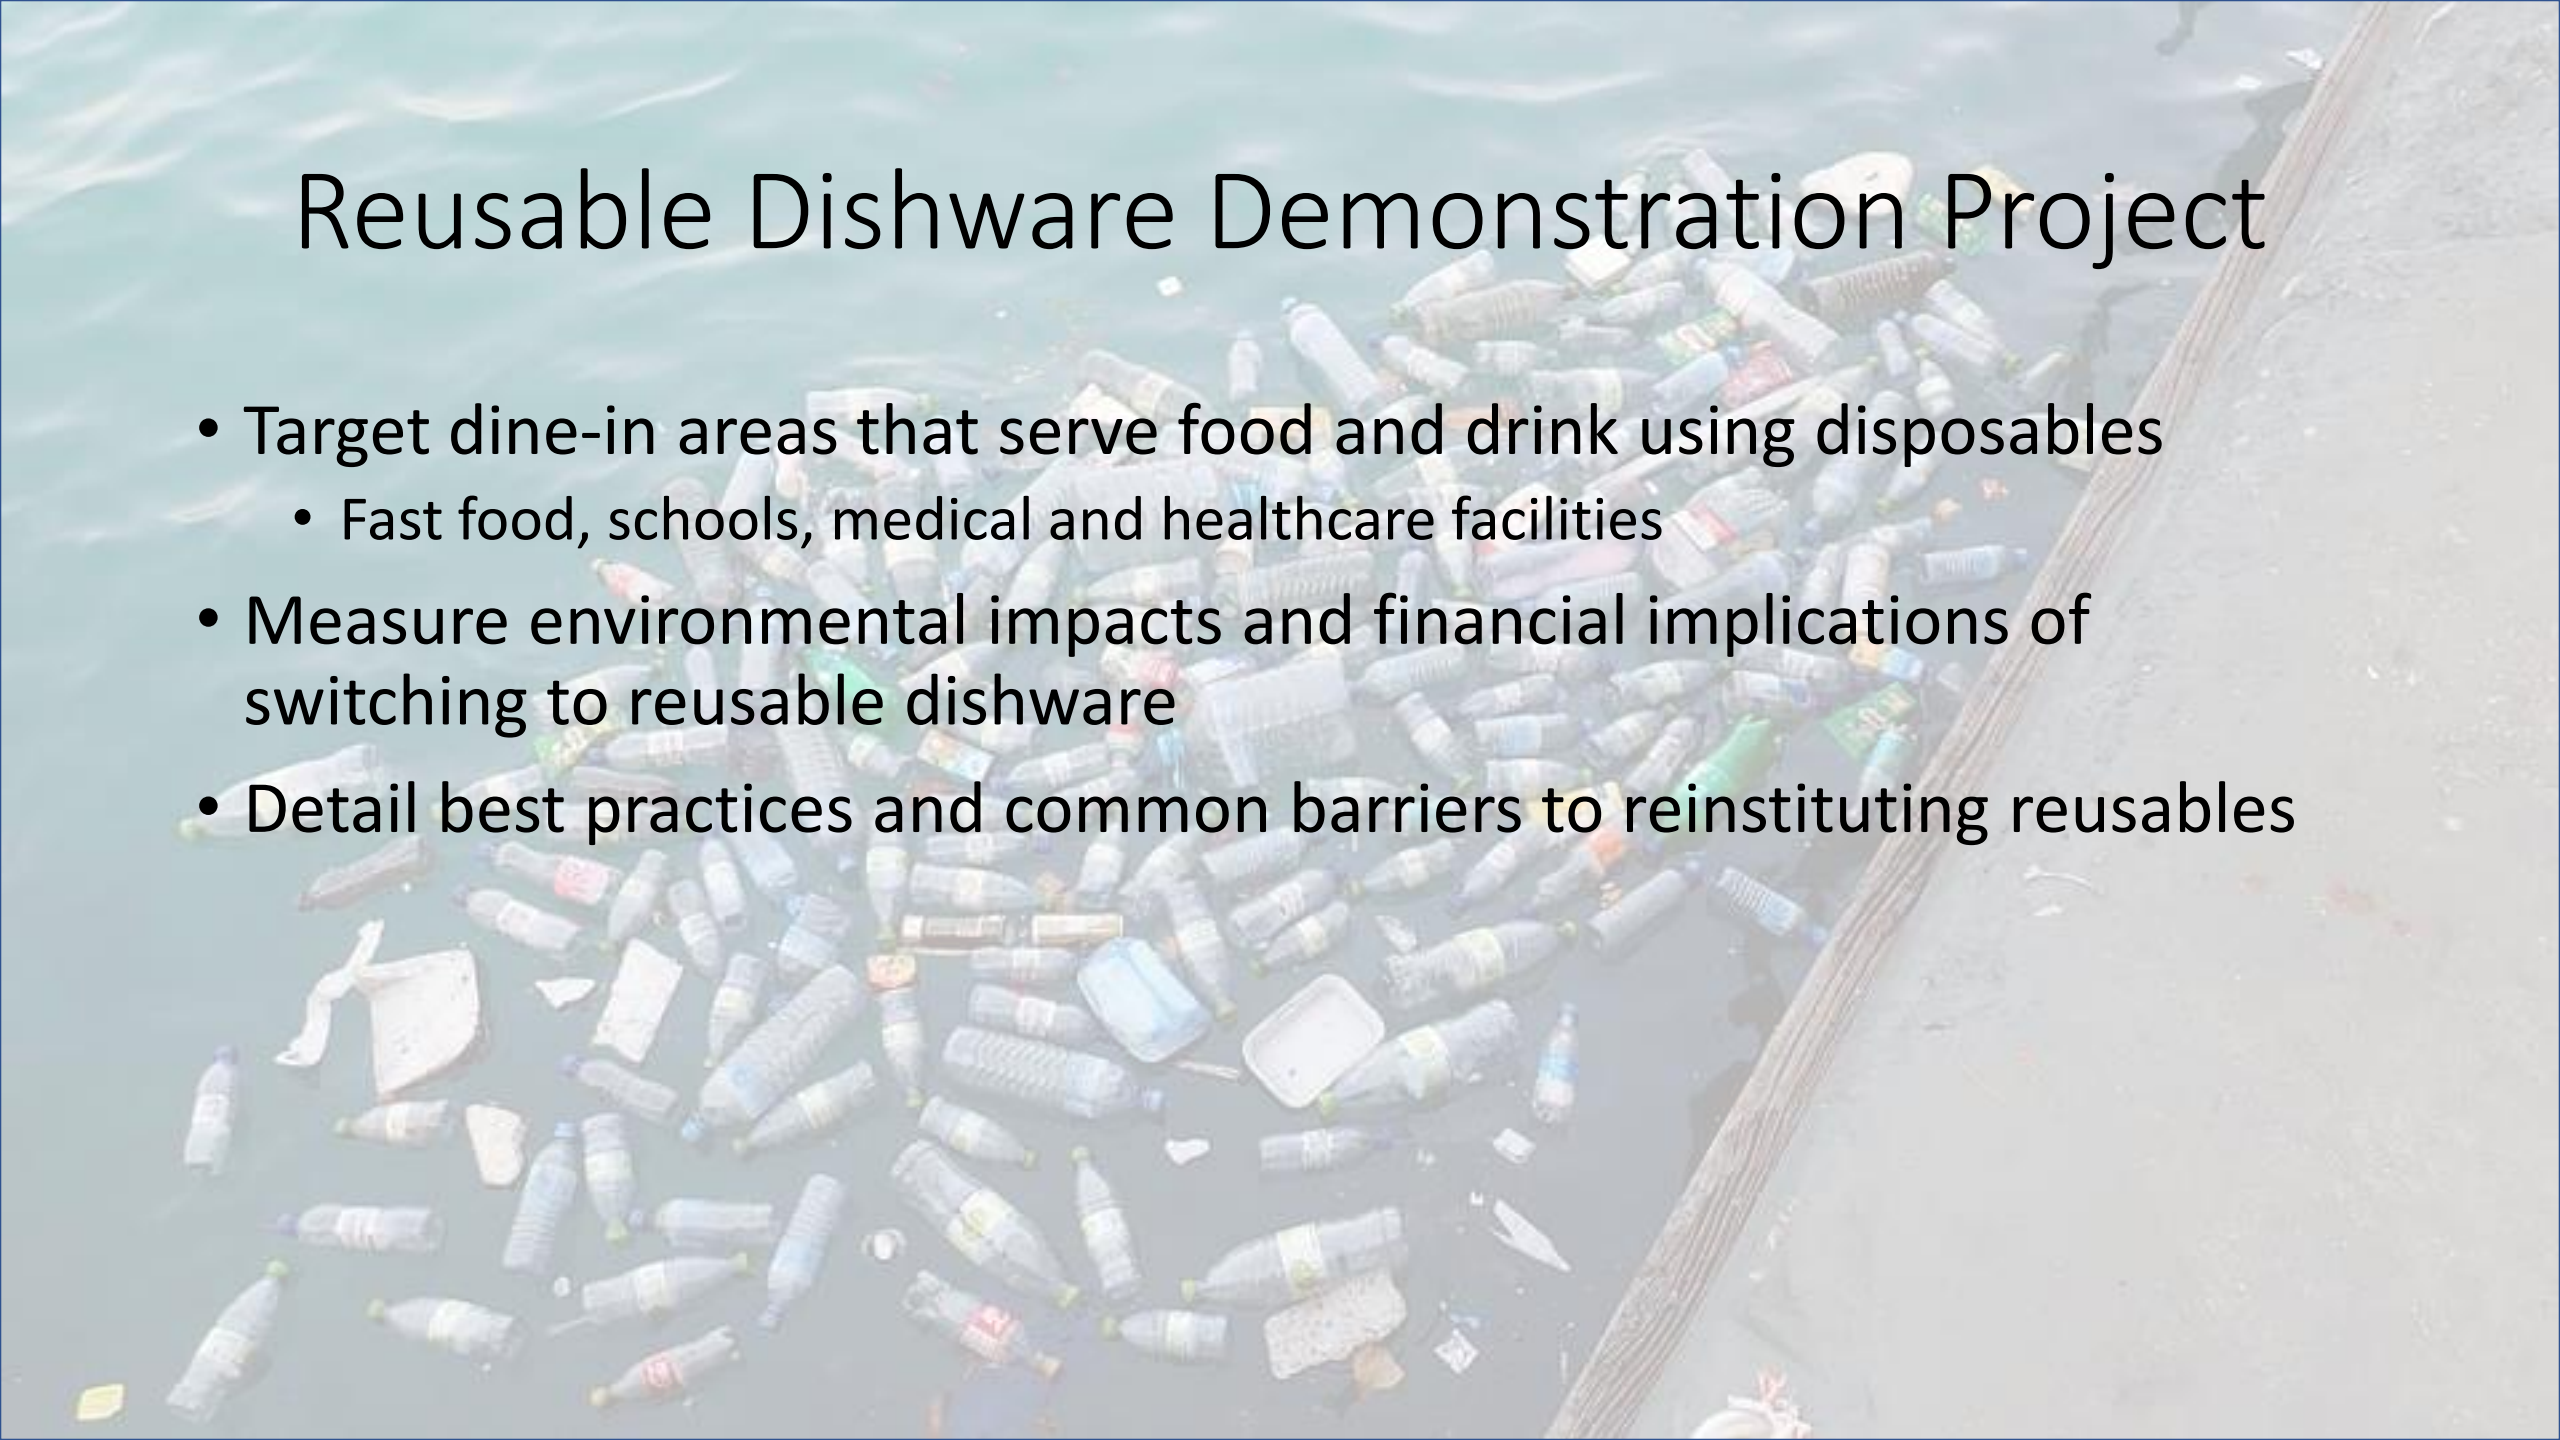 Reusable Dishware Demonstration Project
• Target dine-in areas that serve food and drink using disposables
• Fast food, schools, medical and healthcare facilities
• Measure environmental impacts and financial implications of
switching to reusable dishware
• Detail best practices and common barriers to reinstituting reusables